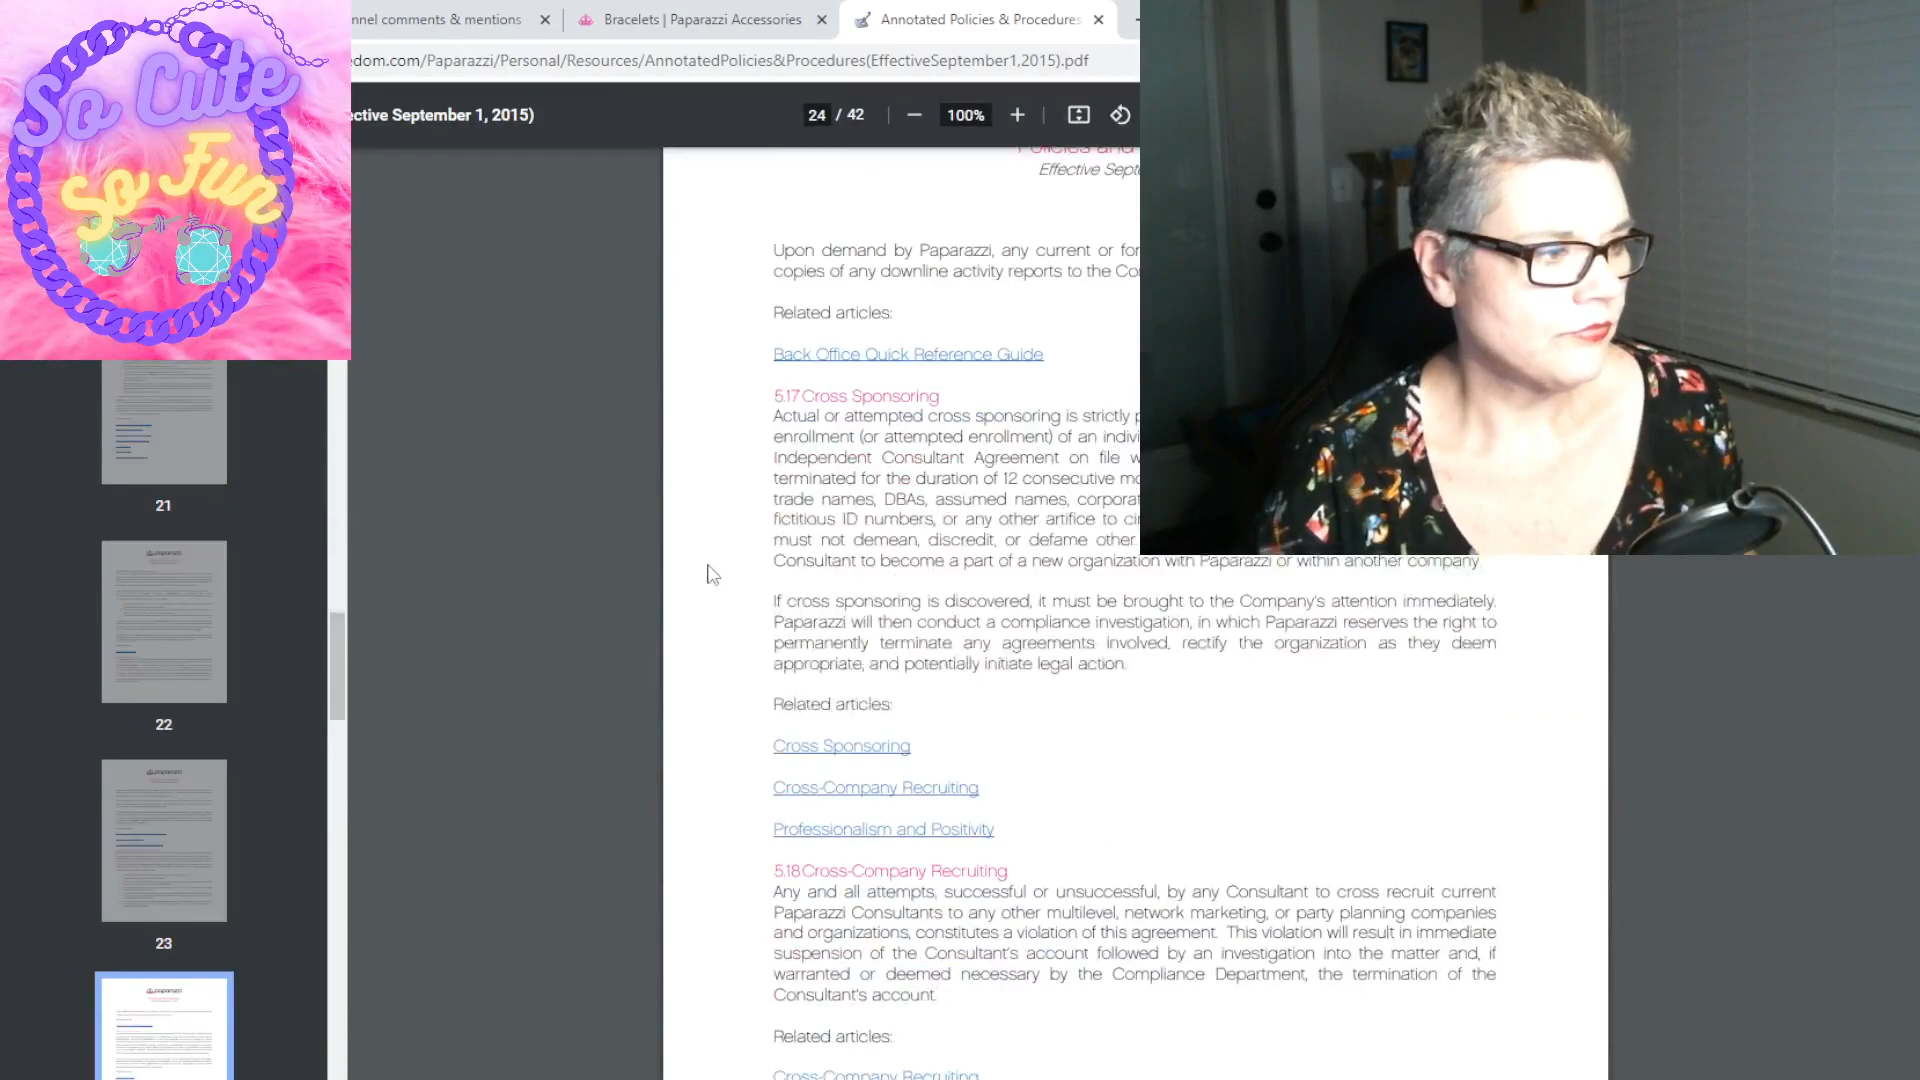 nnel comments & mentions
Bracelets | Paparazzi Accessories
Annotated Policies & Procedures
edom.com/Paparazzi/Personal/Resources/AnnotatedPolicies&Procedures(EffectiveSeptember1,2015).pdf
ective September 1, 2015)
24 / 42
100%
So Cute
So Fun
Policies and
Effective Septe
Upon demand by Paparazzi, any current or for
copies of any downline activity reports to the Co
Related articles:
Back Office Quick Reference Guide
5.17 Cross Sponsoring
Actual or attempted cross sponsoring is strictly p
enrollment (or attempted enrollment) of an indivi
Independent Consultant Agreement on file w
terminated for the duration of 12 consecutive mo
trade names, DBAs, assumed names, corporat
fictitious ID numbers, or any other artifice to cir
must not demean, discredit, or defame other
Consultant to become a part of a new organization with Paparazzi or within another company.
If cross sponsoring is discovered, it must be brought to the Company's attention immediately.
Paparazzi will then conduct a compliance investigation, in which Paparazzi reserves the right to
permanently terminate any agreements involved, rectify the organization as they deem
appropriate, and potentially initiate legal action.
Related articles:
Cross Sponsoring
Cross-Company Recruiting
Professionalism and Positivity
5.18 Cross-Company Recruiting
Any and all attempts, successful or unsuccessful, by any Consultant to cross recruit current
Paparazzi Consultants to any other multilevel, network marketing, or party planning companies
and organizations, constitutes a violation of this agreement. This violation will result in immediate
suspension of the Consultant's account followed by an investigation into the matter and, if
warranted or deemed necessary by the Compliance Department, the termination of the
Consultant's account.
Related articles:
Cross-Company Recruiting
21
22
paparazzi
23
paparazzi